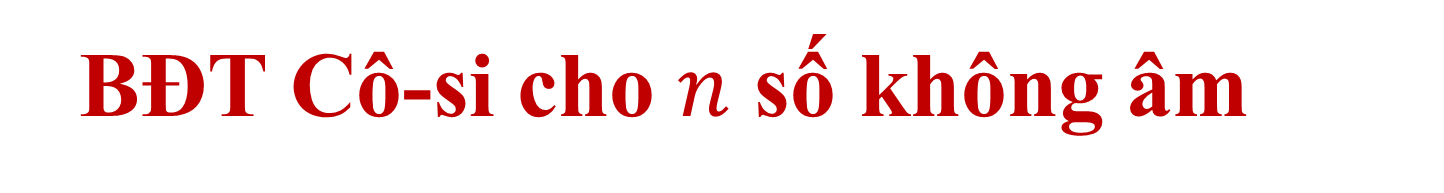 BĐT Cô-si cho n số không âm